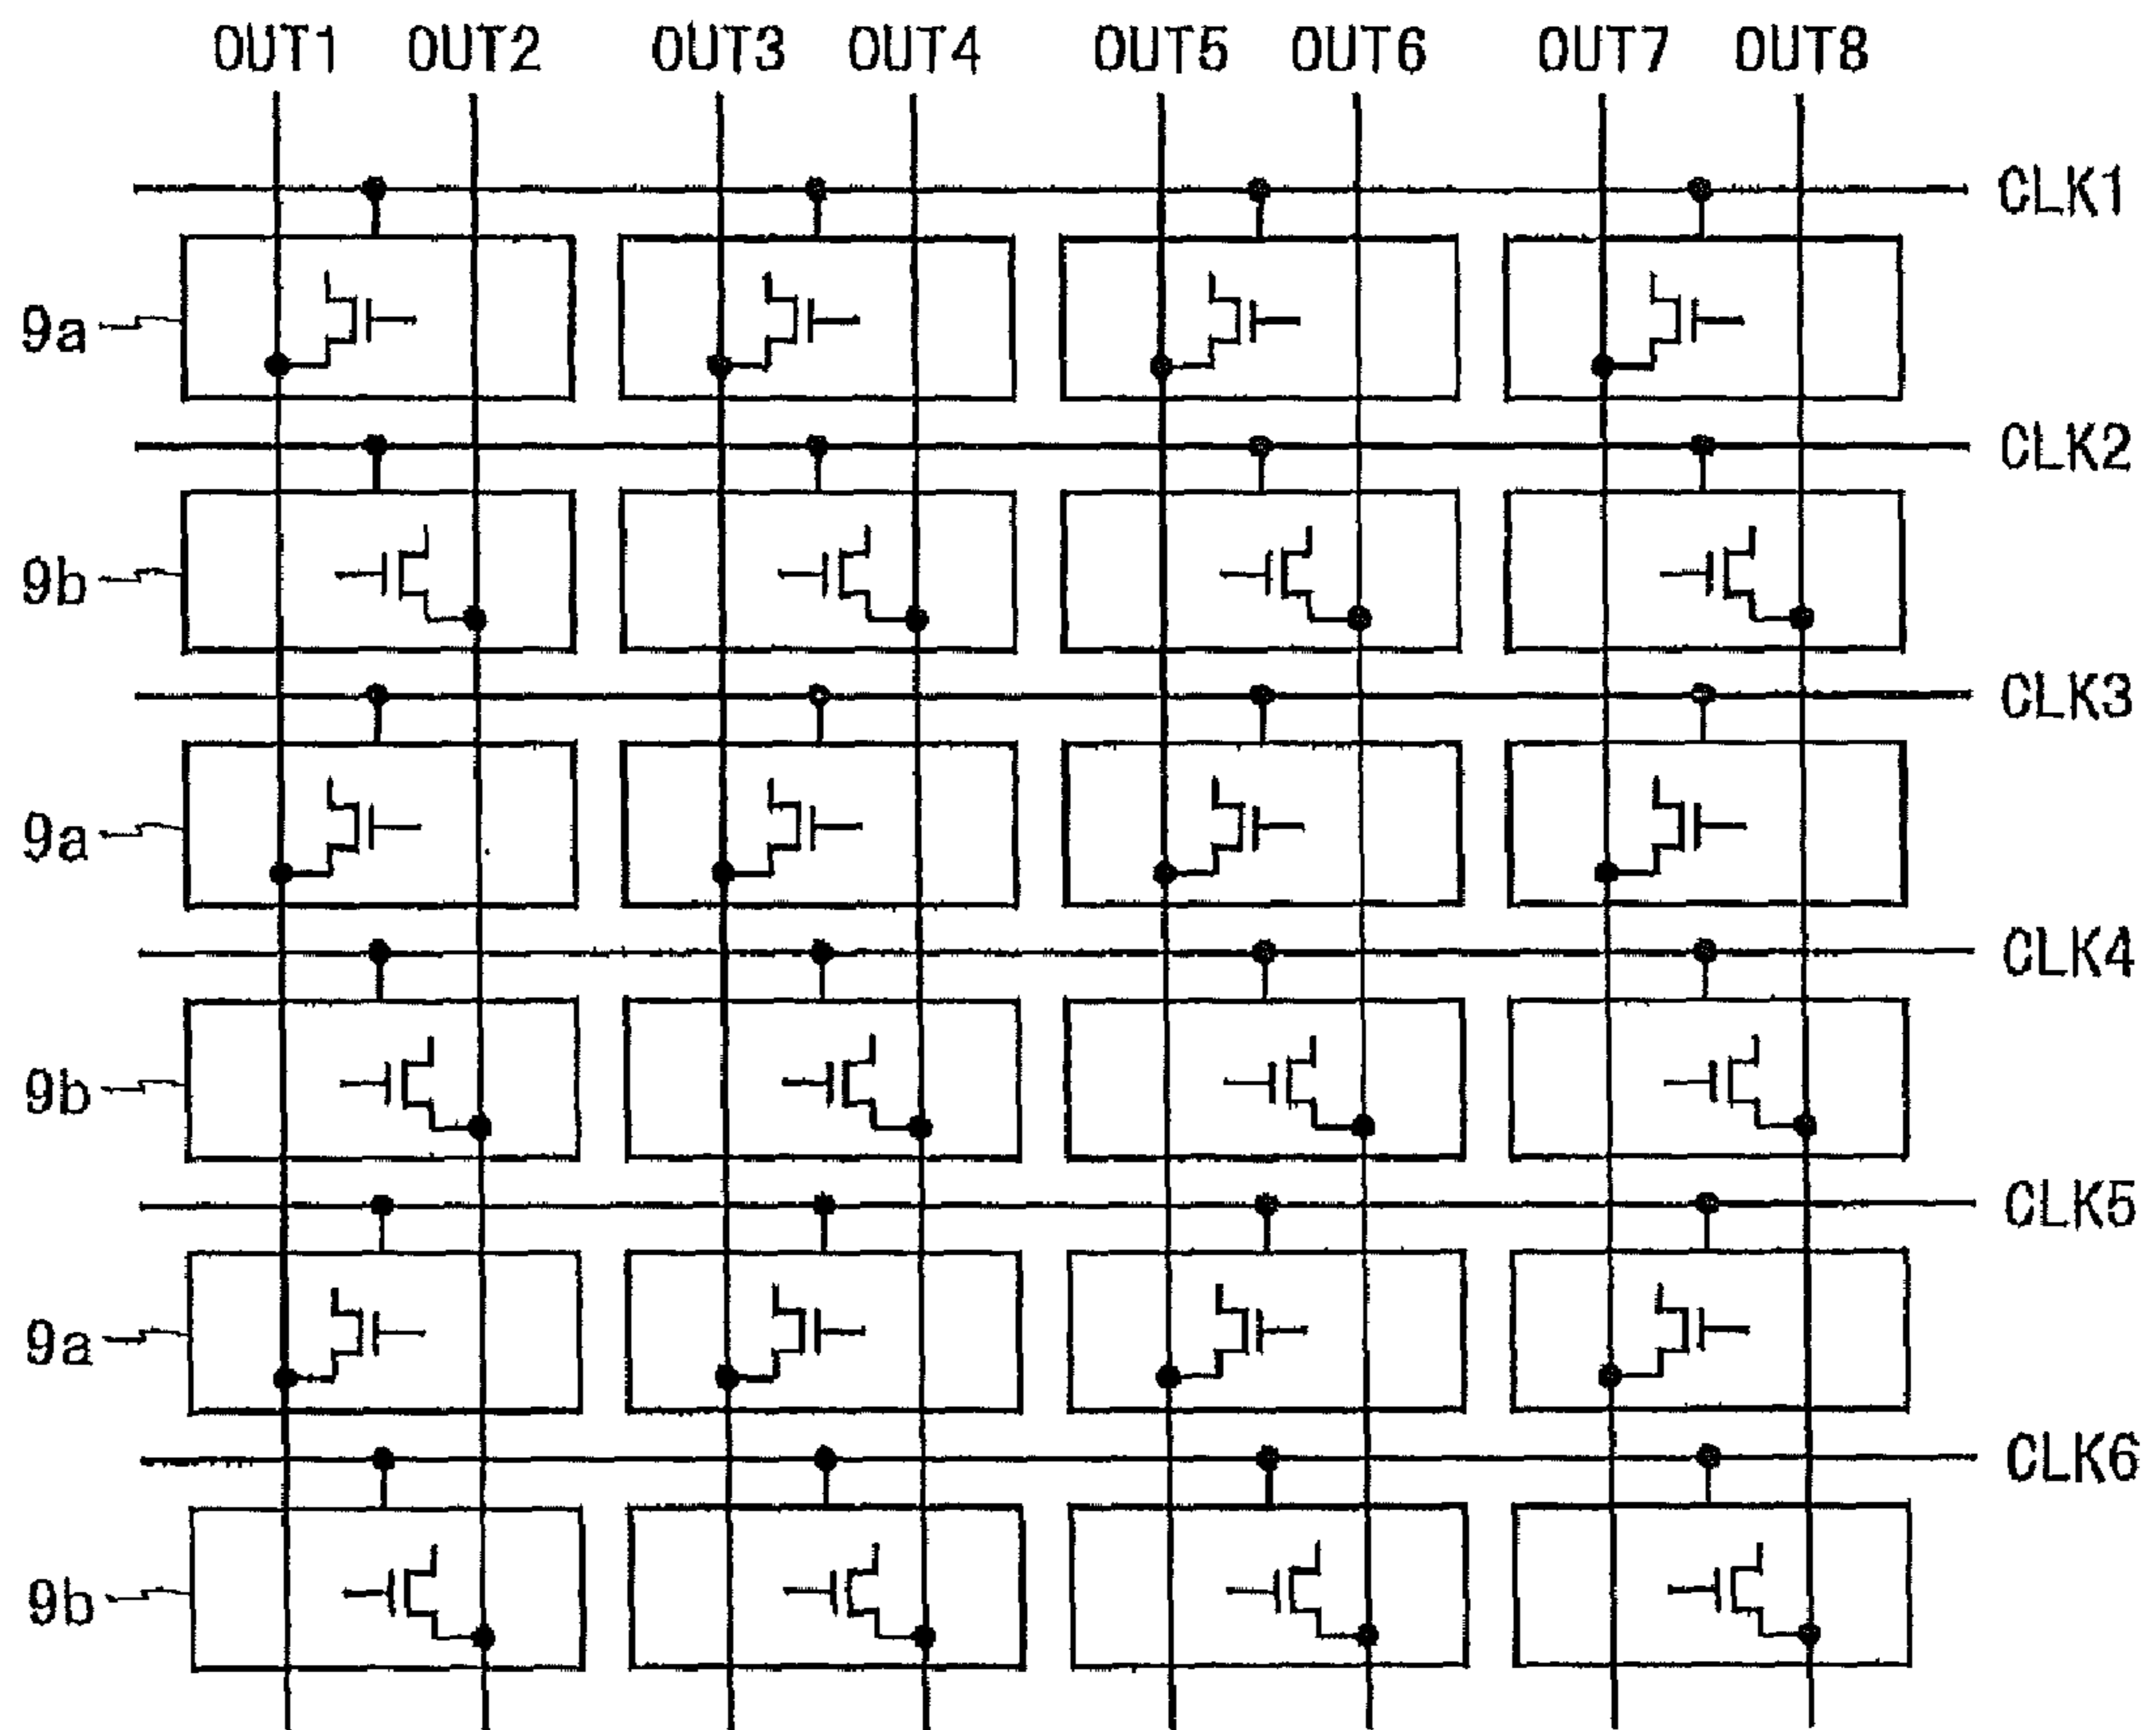 OUT1 OUT2 OUT3 OUT4 OUT5 OUT6 OUT7 OUT8
CLK1
9a
CLK2
9b
CLK3
9a
CLK4
9b
CLK5
9a
CLK6
9b